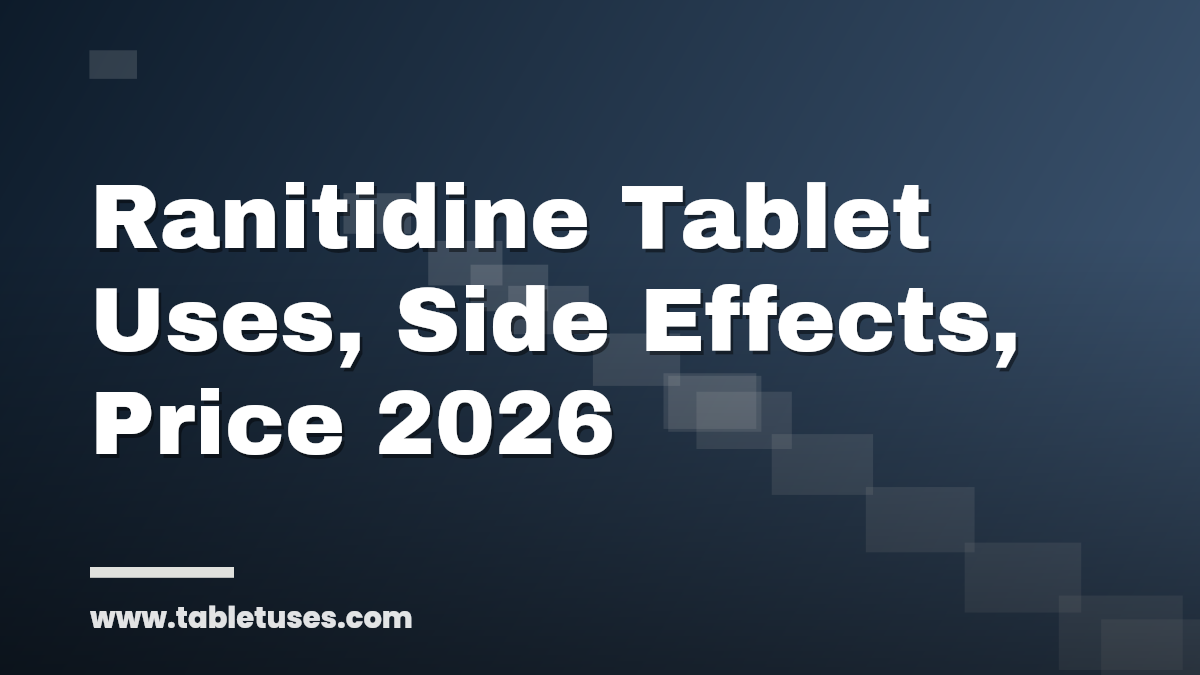 Ranitidine Tablet
Uses, Side Effects,
Price 2026
www.tabletuses.com